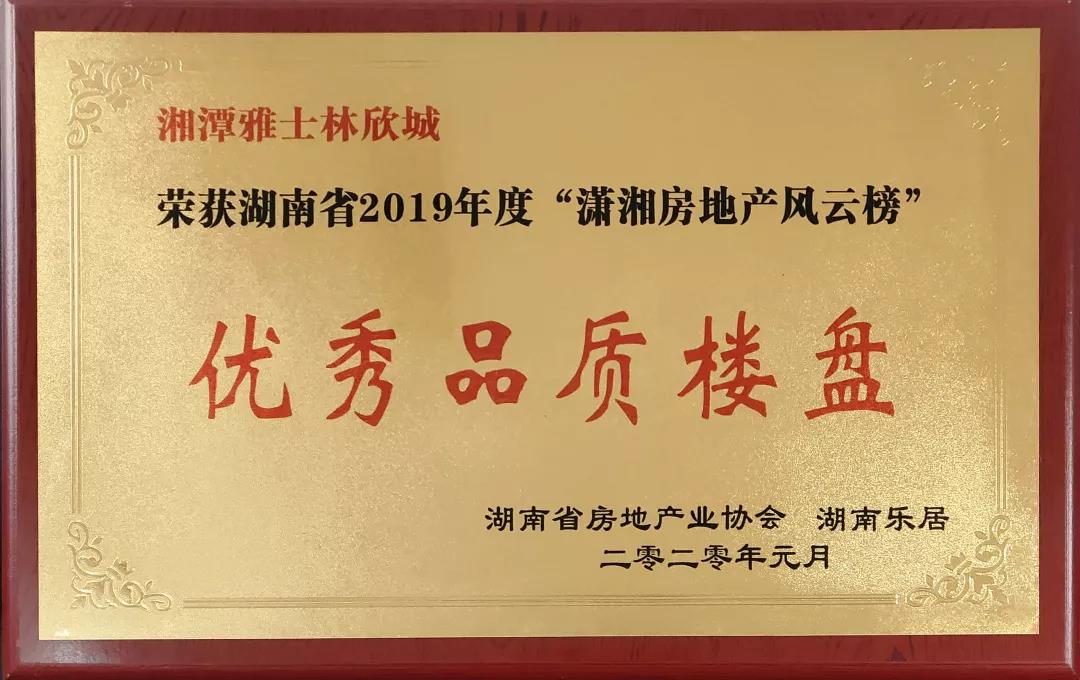 湘潭雅士林欣城
荣获湖南省2019年度“潇湘房地产风云榜”
优秀品质楼盘
湖南省房地产业协会 湖南乐居
二零二零年元月